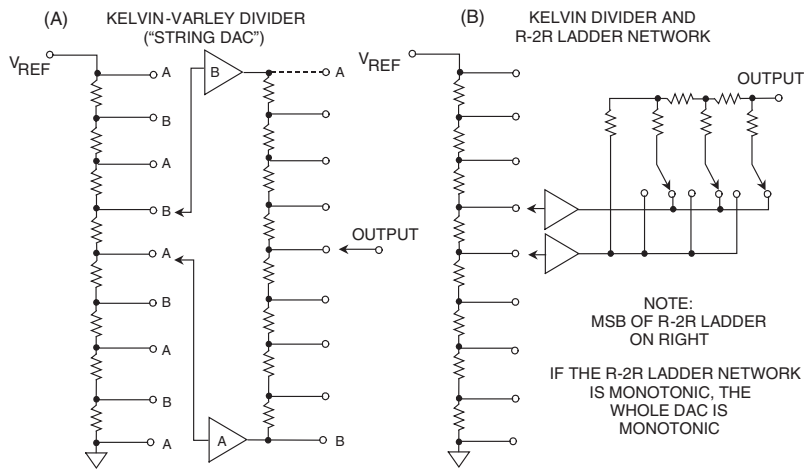 (A)
KELVIN-VARLEY DIVIDER
("STRING DAC")
VREF
A
B
A
B
A
B
A
B
A
B
A
A
B
OUTPUT
(B)
KELVIN DIVIDER AND
R-2R LADDER NETWORK
VREF
OUTPUT
NOTE:
MSB OF R-2R LADDER
ON RIGHT
IF THE R-2R LADDER NETWORK
IS MONOTONIC, THE
WHOLE DAC IS
MONOTONIC